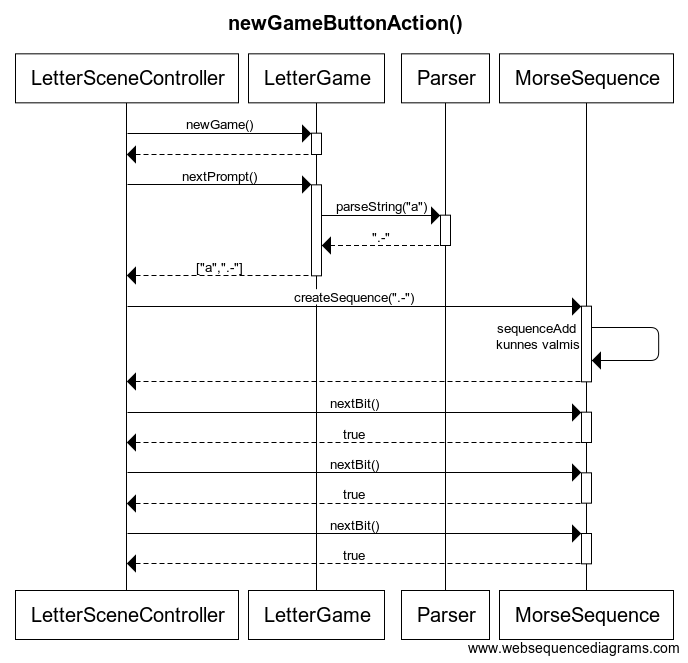 newGameButtonAction()
LetterSceneController LetterGame Parser MorseSequence
newGame()
nextPrompt()
parseString("a")
".-"
["a",".-"]
createSequence(".-")
sequenceAdd
kunnes valmis
nextBit()
true
nextBit()
true
nextBit()
true
LetterSceneController LetterGame Parser MorseSequence
www.websequencediagrams.com